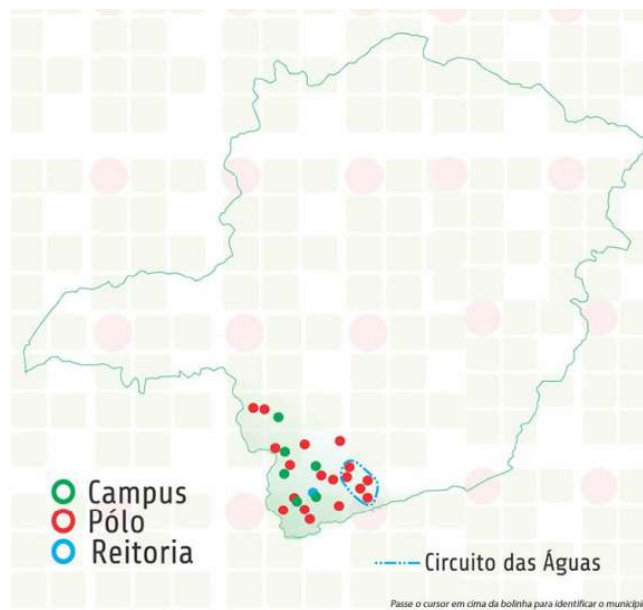 Campus
Pólo
Reitoria
Circuito das Águas
Passe o cursor em cima da bolinha para identificar o